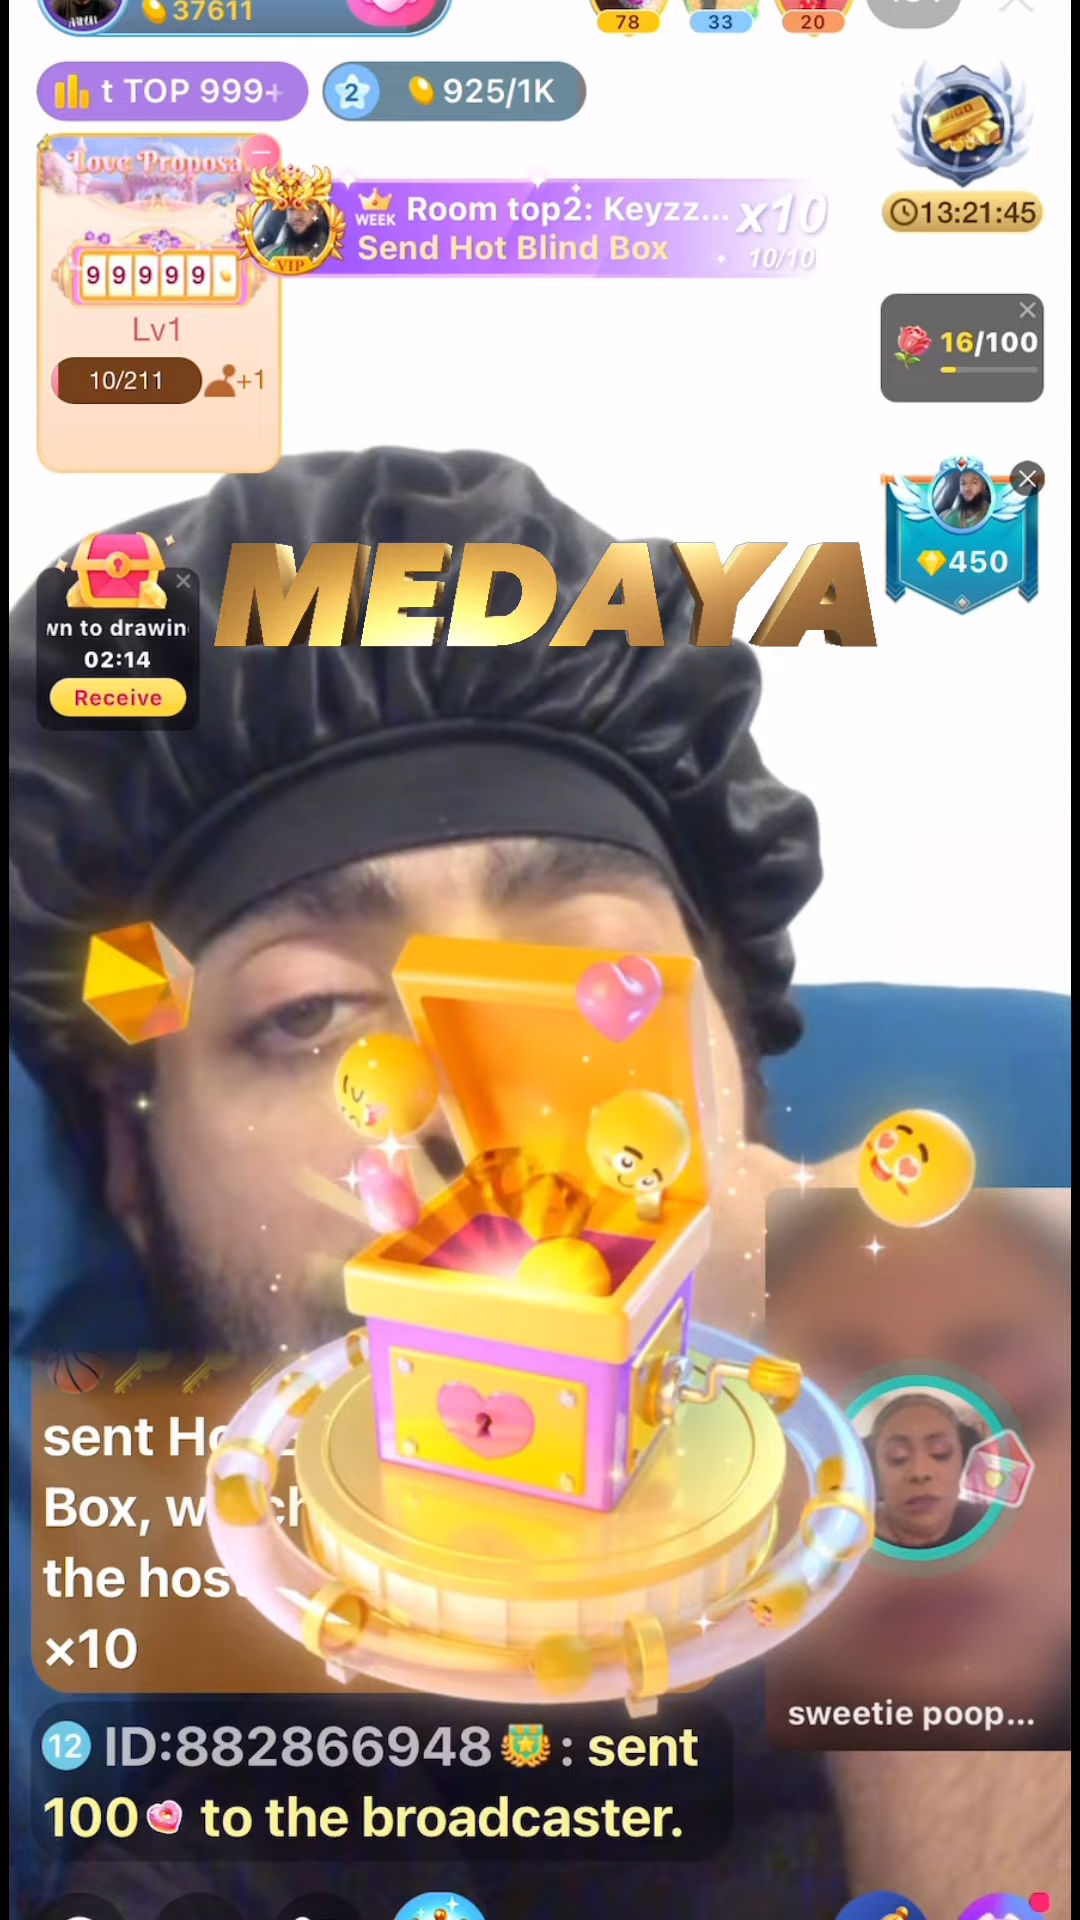 37611
78
33
20
t TOP 999+
2
925/1K
Love Proposa
13:21:45
WEEK Room top2: Keyzz... x10
Send Hot Blind Box 10/10
VIP
99999
Lv1
16/100
10/211
+1
450
MEDAYA
wn to drawin
02:14
Receive
sent Ho
Box, w
the hos
×10
sweetie poop...
12 ID:882866948 : sent
100 to the broadcaster.